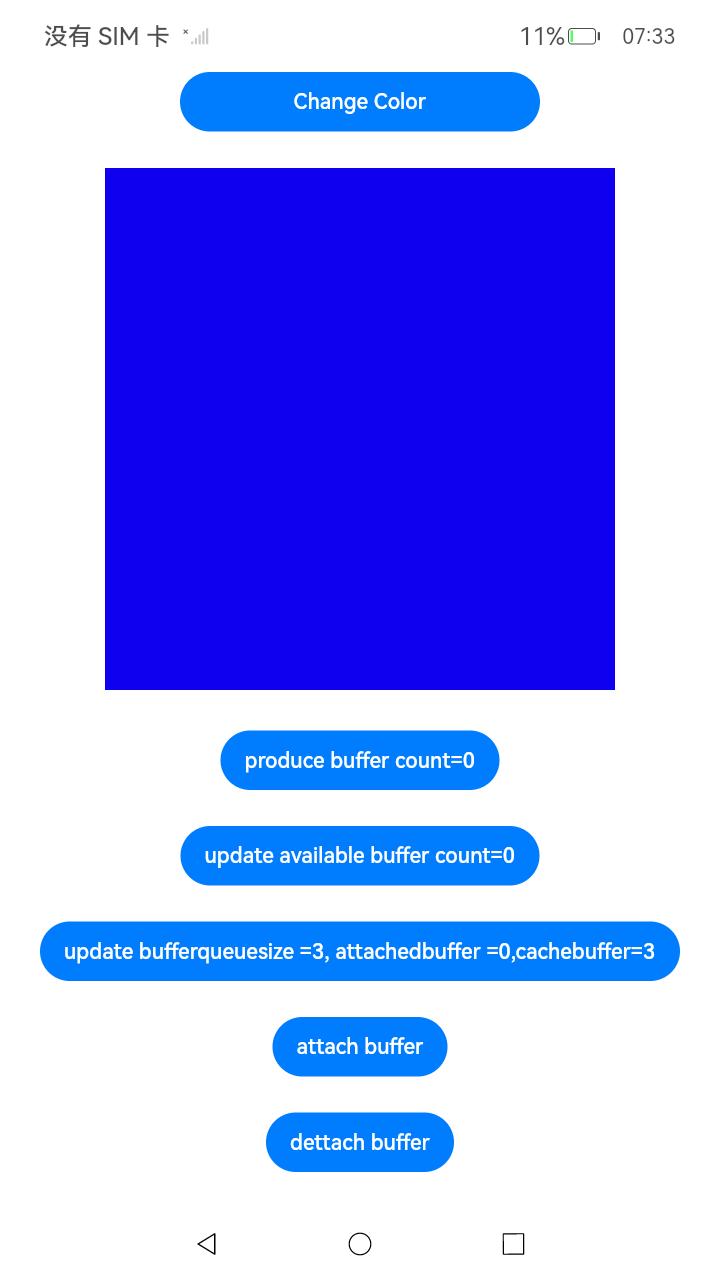 没有 SIM 卡
11%
07:33
Change Color
produce buffer count=0
update available buffer count=0
update bufferqueuesize =3, attachedbuffer =0,cachebuffer=3
attach buffer
dettach buffer